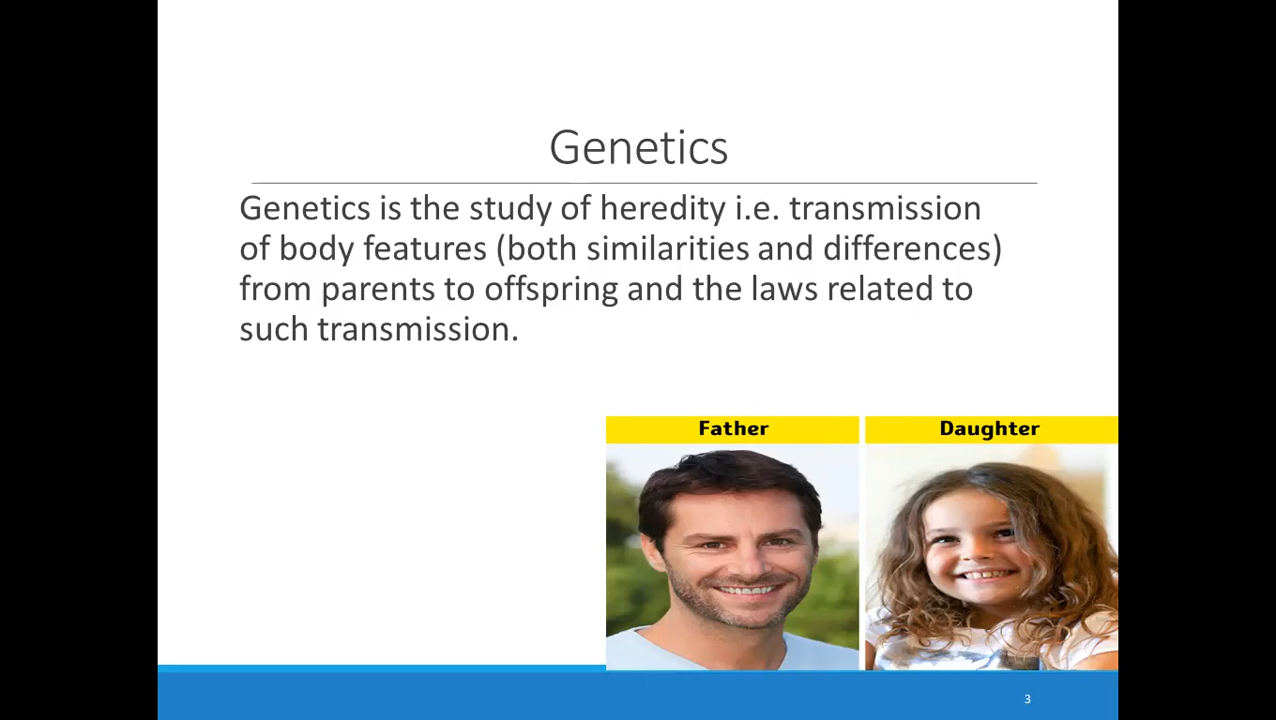 Genetics
Genetics is the study of heredity i.e. transmission
of body features (both similarities and differences)
from parents to offspring and the laws related to
such transmission.
Father
Daughter
3